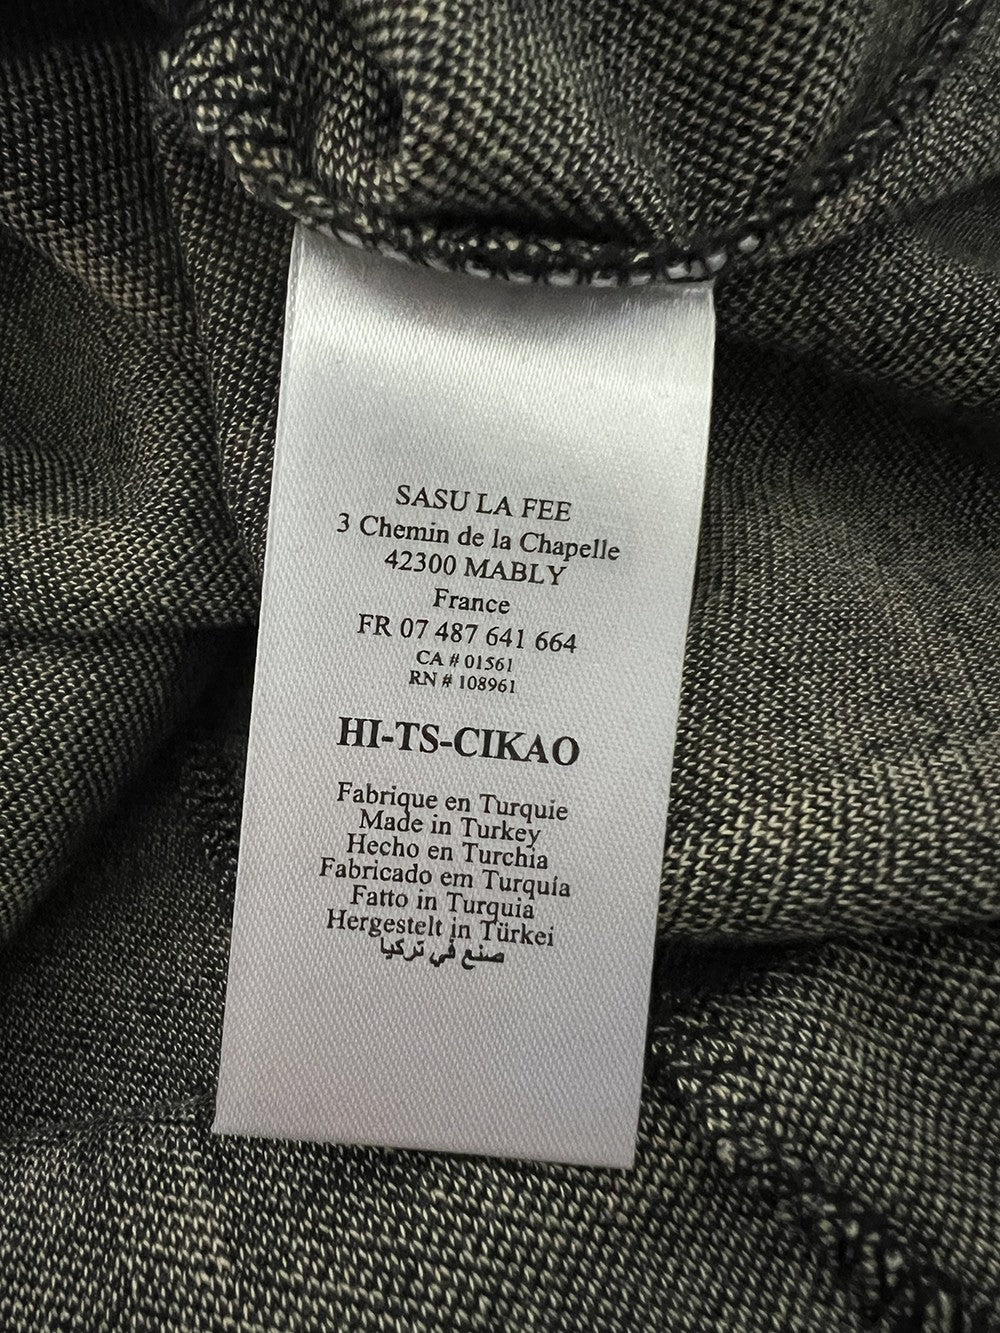 SASU LA FEE
3 Chemin de la Chapelle
42300 MABLY
France
FR 07 487 641 664
CA # 01561
RN # 108961
HI-TS-CIKAO
Fabrique en Turquie
Made in Turkey
Hecho en Turchia
Fabricado em Turquía
Fatto in Turquia
Hergestelt in Türkei
صنع في تركيا